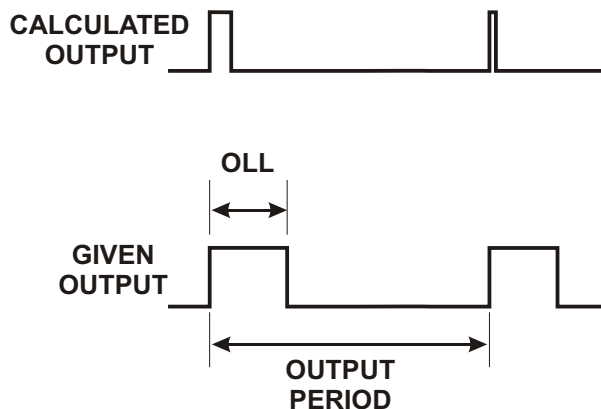 CALCULATED
OUTPUT
OLL
GIVEN
OUTPUT
OUTPUT
PERIOD